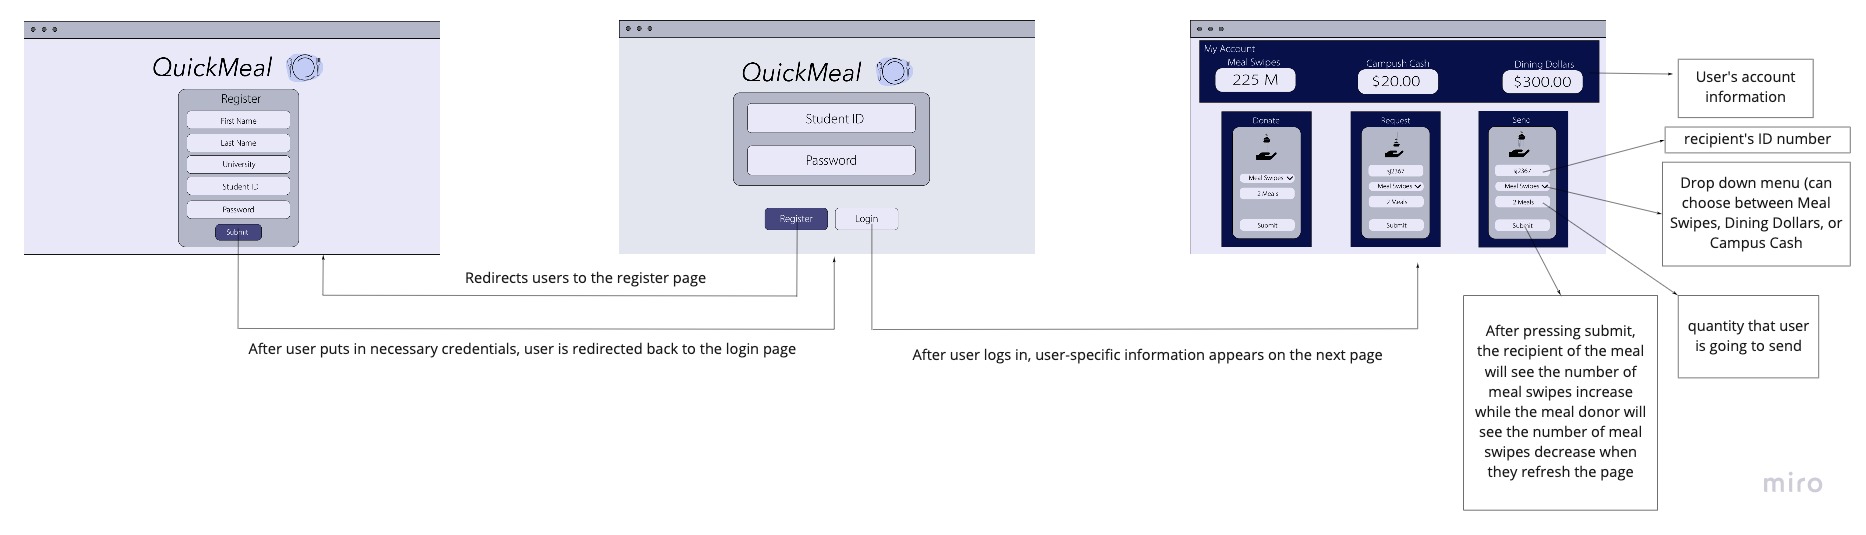 QuickMeal
Register
First Name
Last Name
University
Student ID
Password
Submit
QuickMeal
Student ID
Password
Register
Login
My Account
Meal Swipes
225 M
Campush Cash
$20.00
Dining Dollars
$300.00
Donate
Meal Swipes
2 Meals
Submit
Request
sj2367
Meal Swipes
2 Meals
Submit
Send
sj2367
Meal Swipes
2 Meals
Submit
User's account
information
recipient's ID number
Drop down menu (can
choose between Meal
Swipes, Dining Dollars, or
Campus Cash
quantity that user
is going to send
After pressing submit,
the recipient of the meal
will see the number of
meal swipes increase
while the meal donor will
see the number of meal
swipes decrease when
they refresh the page
Redirects users to the register page
After user puts in necessary credentials, user is redirected back to the login page
After user logs in, user-specific information appears on the next page
miro